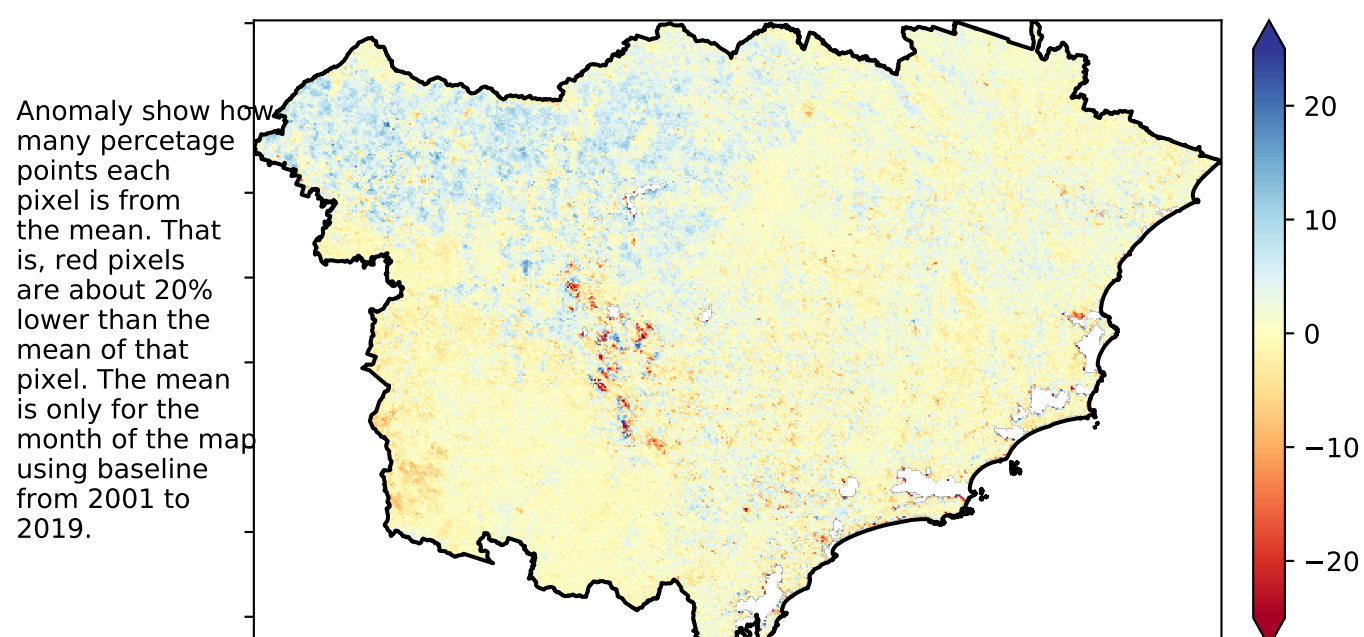 Anomaly show how
many percetage
points each
pixel is from
the mean. That
is, red pixels
are about 20%
lower than the
mean of that
pixel. The mean
is only for the
month of the map
using baseline
from 2001 to
2019.
20
10
0
−10
−20